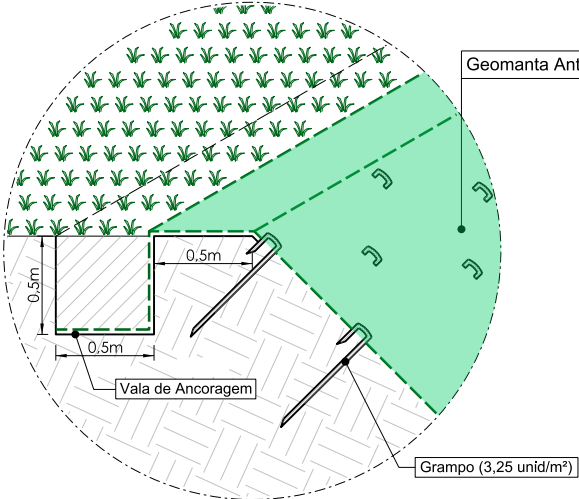 Geomanta Ant
0,5m
0,5m
0,5m
Vala de Ancoragem
Grampo (3,25 unid/m²)